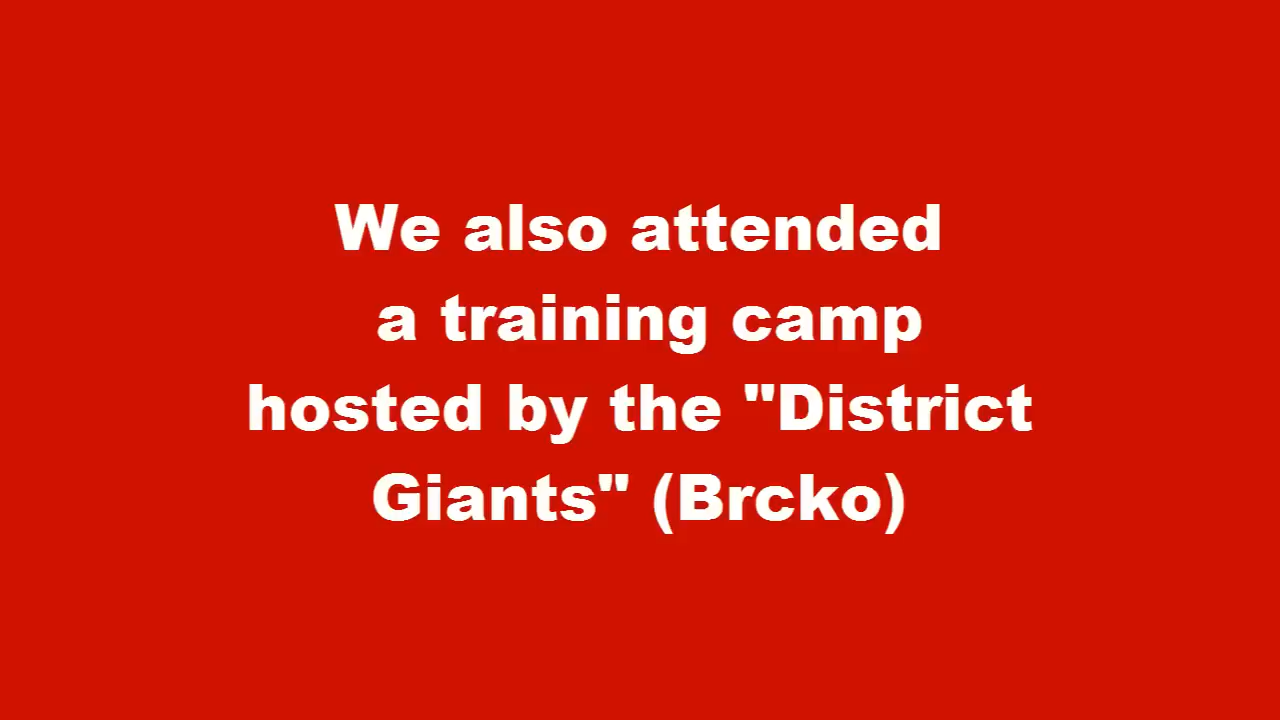 We also attended
a training camp
hosted by the "District
Giants" (Brcko)